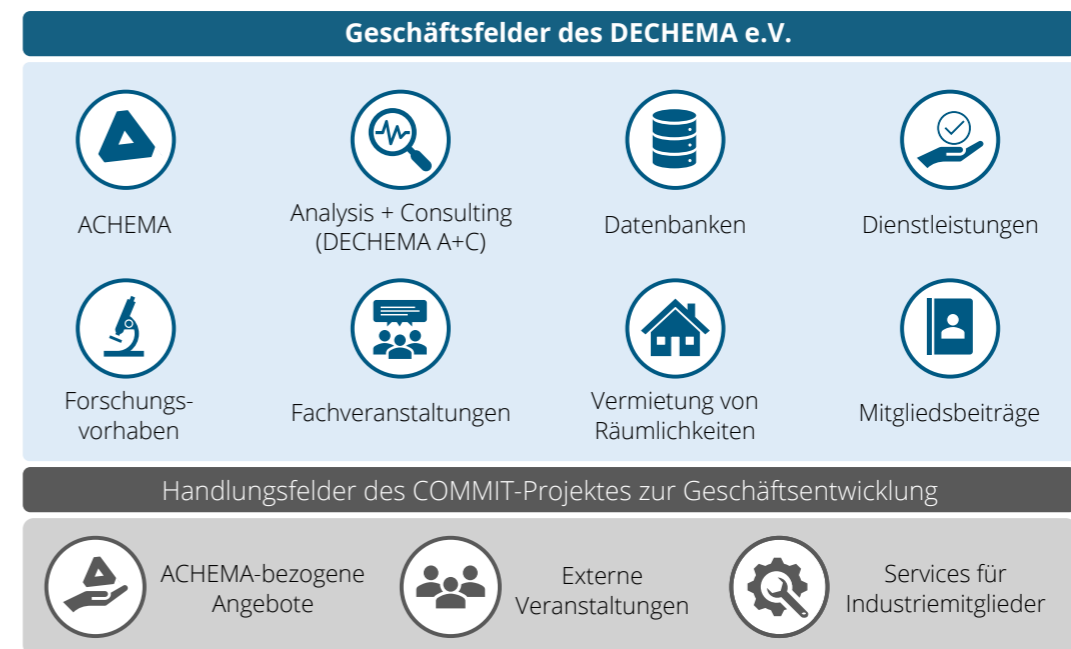 Geschäftsfelder des DECHEMA e.V.
ACHEMA
Analysis + Consulting
(DECHEMA A+C)
Datenbanken
Dienstleistungen
Forschungs-
vorhaben
Fachveranstaltungen
Vermietung von
Räumlichkeiten
Mitgliedsbeiträge
Handlungsfelder des COMMIT-Projektes zur Geschäftsentwicklung
ACHEMA-bezogene
Angebote
Externe
Veranstaltungen
Services für
Industriemitglieder